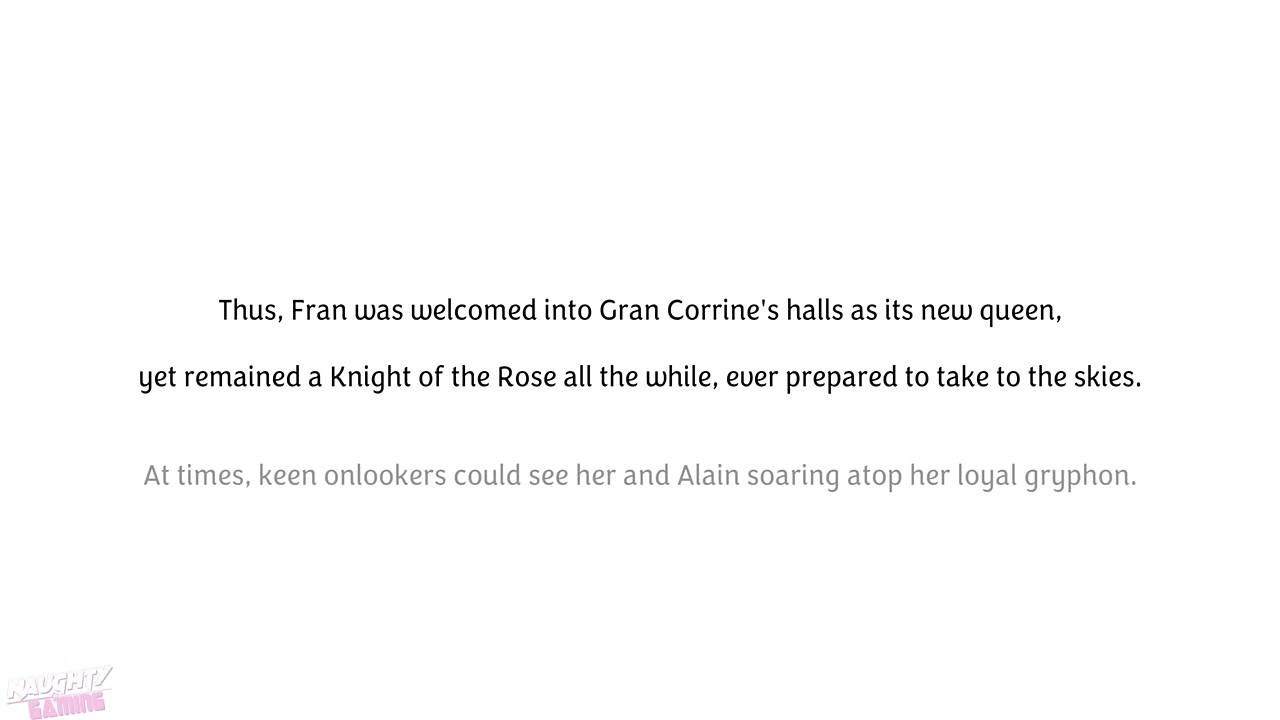 Thus, Fran was welcomed into Gran Corrine's halls as its new queen,
yet remained a Knight of the Rose all the while, ever prepared to take to the skies.
At times, keen onlookers could see her and Alain soaring atop her loyal gryphon.
NAUGHTY
GAMING